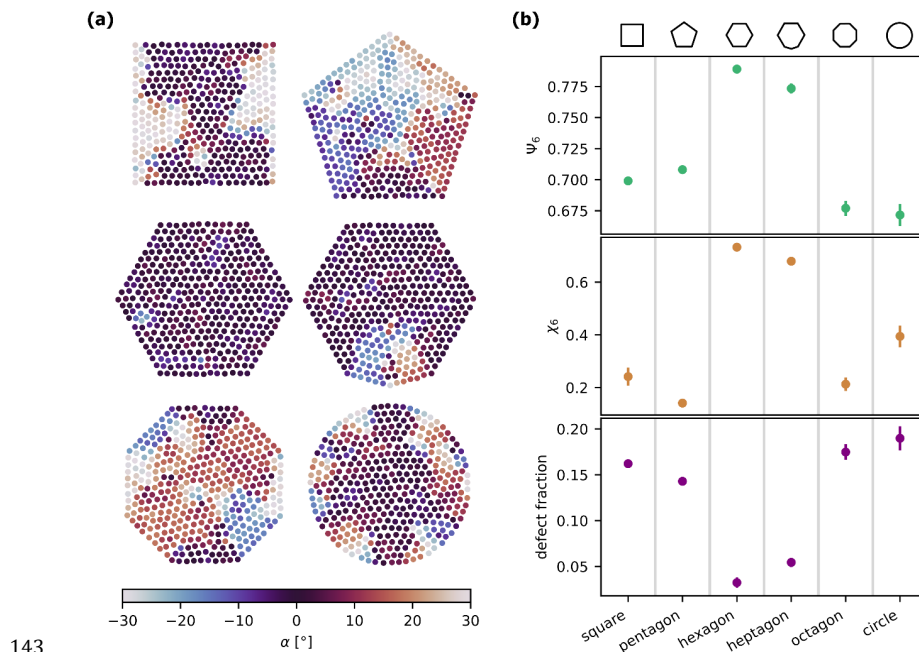 (a)
(b)
0.775
0.750
0.725
0.700
0.675
Ψ₆
0.6
0.4
0.2
χ₆
0.20
0.15
0.10
0.05
defect fraction
square
pentagon
hexagon
heptagon
octagon
circle
−30
−20
−10
0
10
20
30
α [°]
143